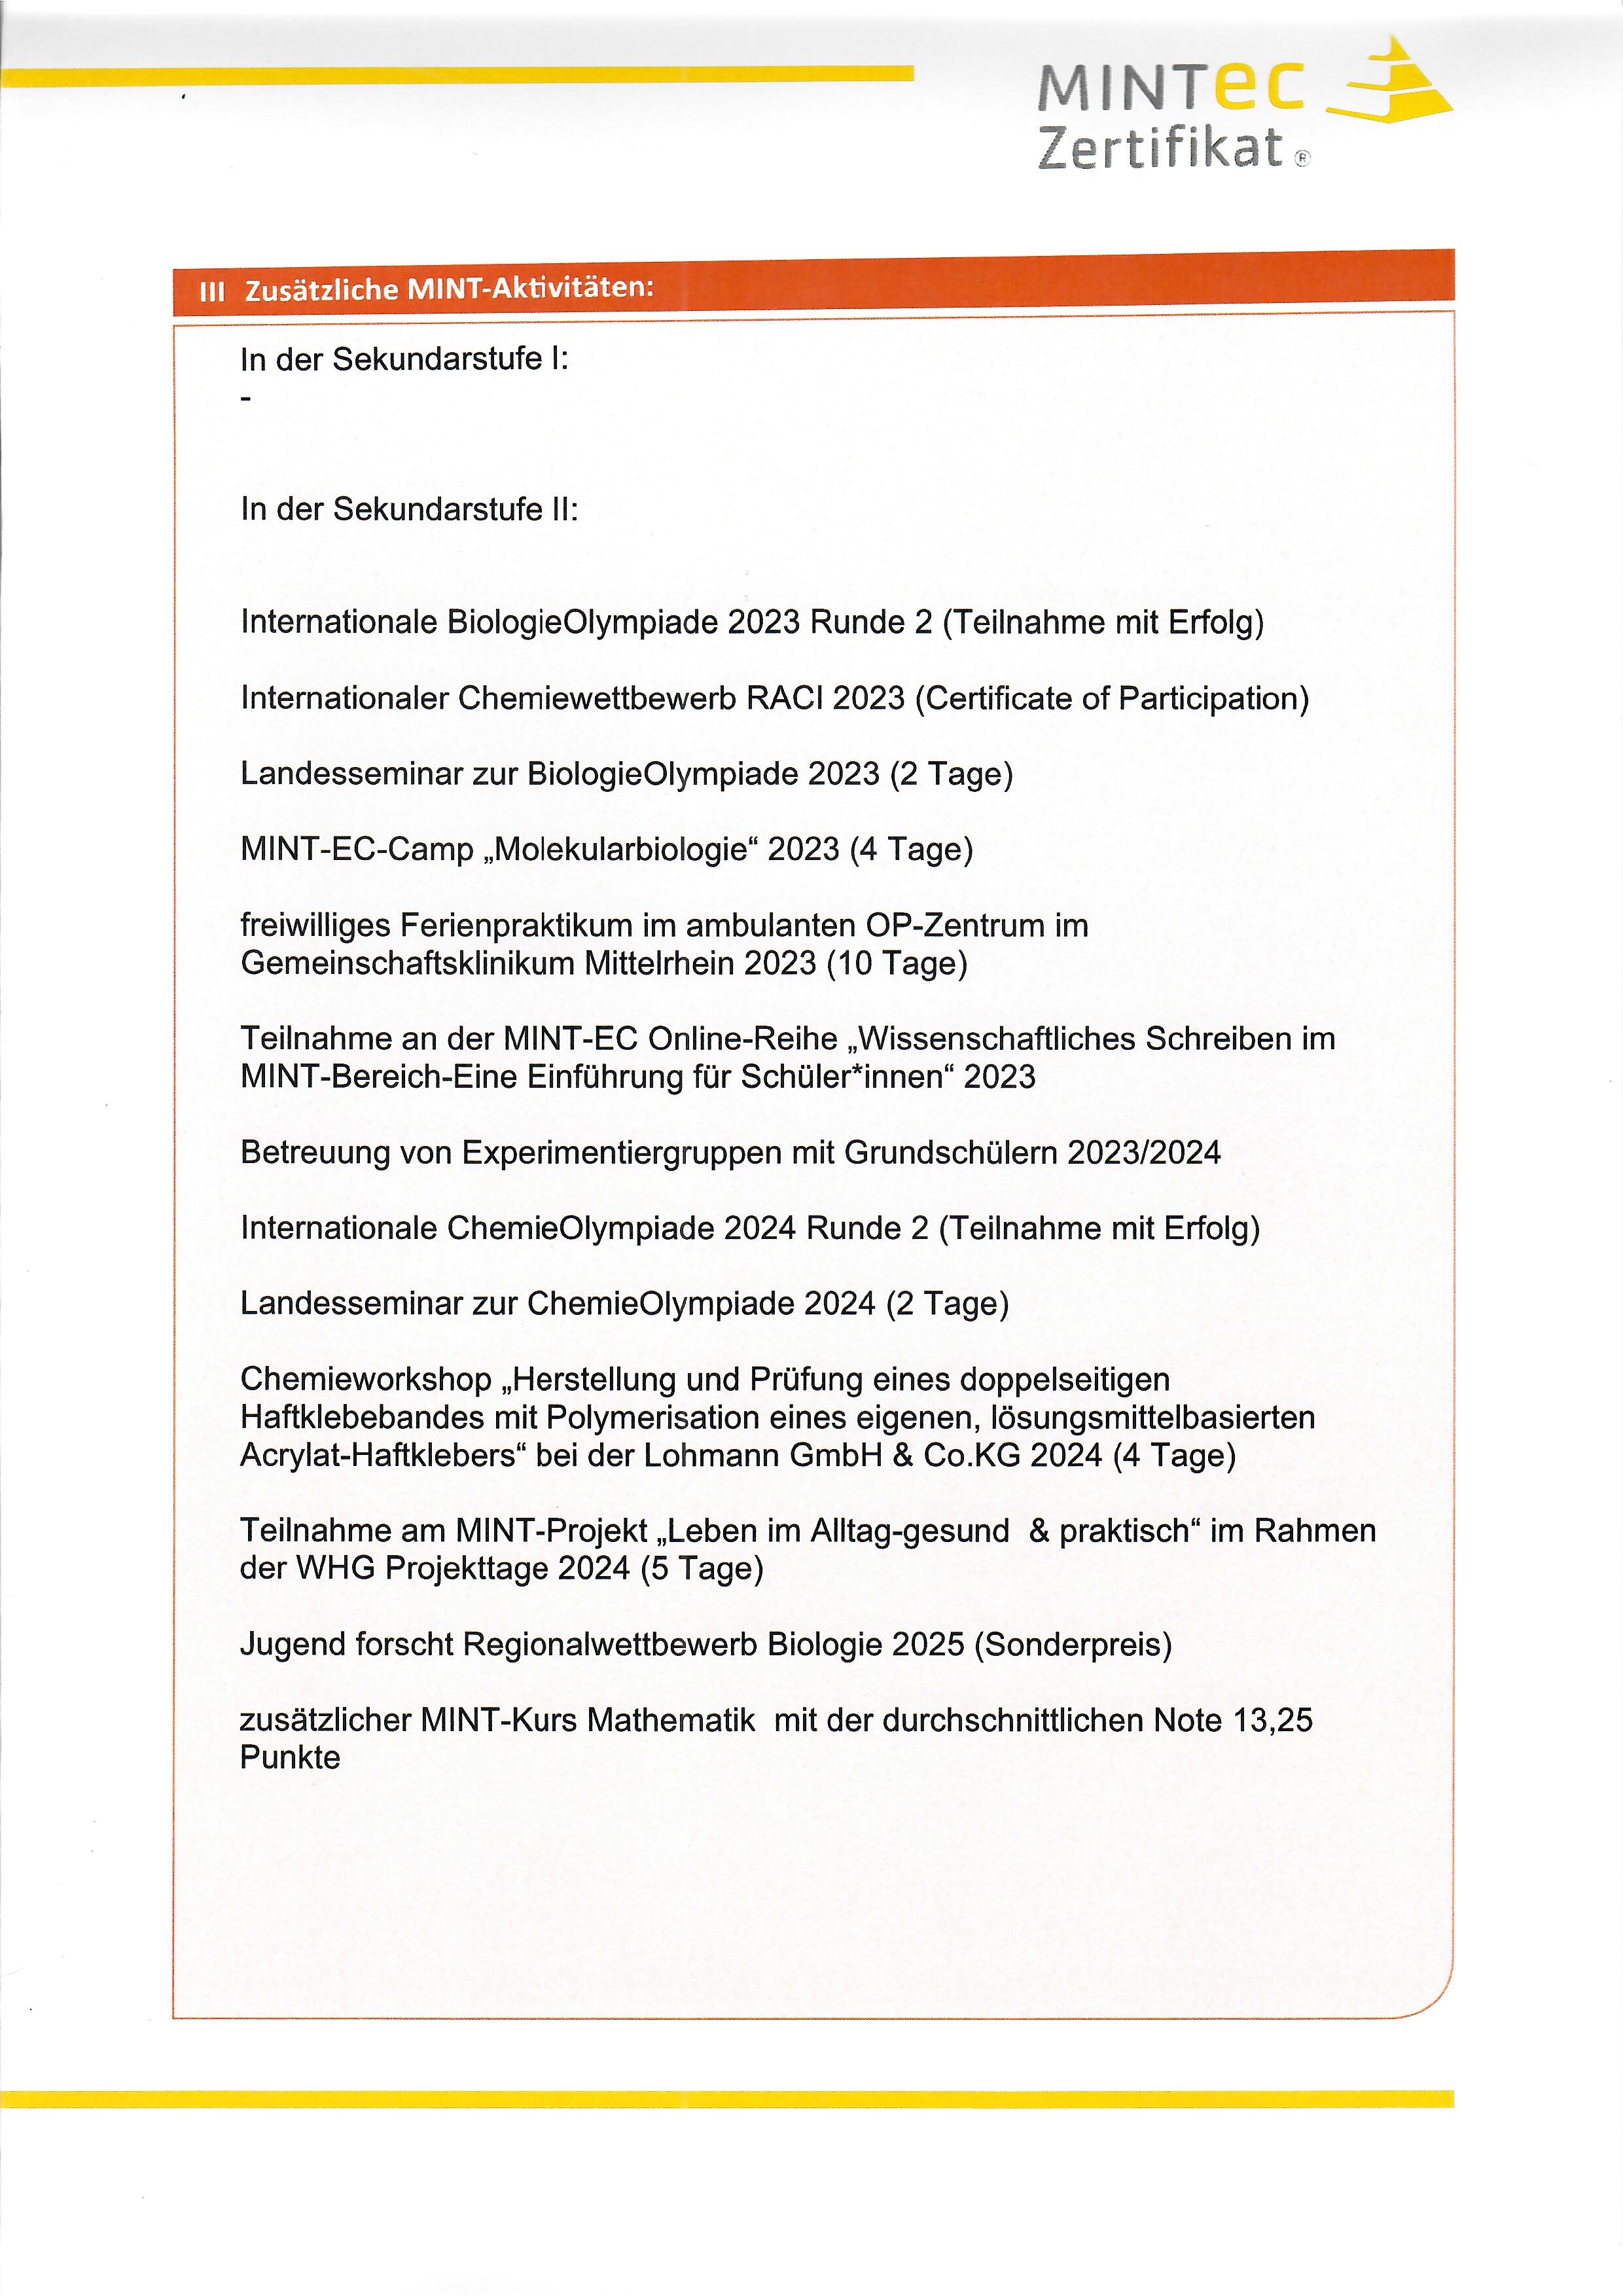 MINTec
Zertifikat®
III Zusätzliche MINT-Aktivitäten:
In der Sekundarstufe I:
-
In der Sekundarstufe II:
Internationale BiologieOlympiade 2023 Runde 2 (Teilnahme mit Erfolg)
Internationaler Chemiewettbewerb RACI 2023 (Certificate of Participation)
Landesseminar zur BiologieOlympiade 2023 (2 Tage)
MINT-EC-Camp „Molekularbiologie“ 2023 (4 Tage)
freiwilliges Ferienpraktikum im ambulanten OP-Zentrum im
Gemeinschaftsklinikum Mittelrhein 2023 (10 Tage)
Teilnahme an der MINT-EC Online-Reihe „Wissenschaftliches Schreiben im
MINT-Bereich-Eine Einführung für Schüler*innen“ 2023
Betreuung von Experimentiergruppen mit Grundschülern 2023/2024
Internationale ChemieOlympiade 2024 Runde 2 (Teilnahme mit Erfolg)
Landesseminar zur ChemieOlympiade 2024 (2 Tage)
Chemieworkshop „Herstellung und Prüfung eines doppelseitigen
Haftklebebandes mit Polymerisation eines eigenen, lösungsmittelbasierten
Acrylat-Haftklebers“ bei der Lohmann GmbH & Co.KG 2024 (4 Tage)
Teilnahme am MINT-Projekt „Leben im Alltag-gesund  & praktisch“ im Rahmen
der WHG Projekttage 2024 (5 Tage)
Jugend forscht Regionalwettbewerb Biologie 2025 (Sonderpreis)
zusätzlicher MINT-Kurs Mathematik  mit der durchschnittlichen Note 13,25
Punkte